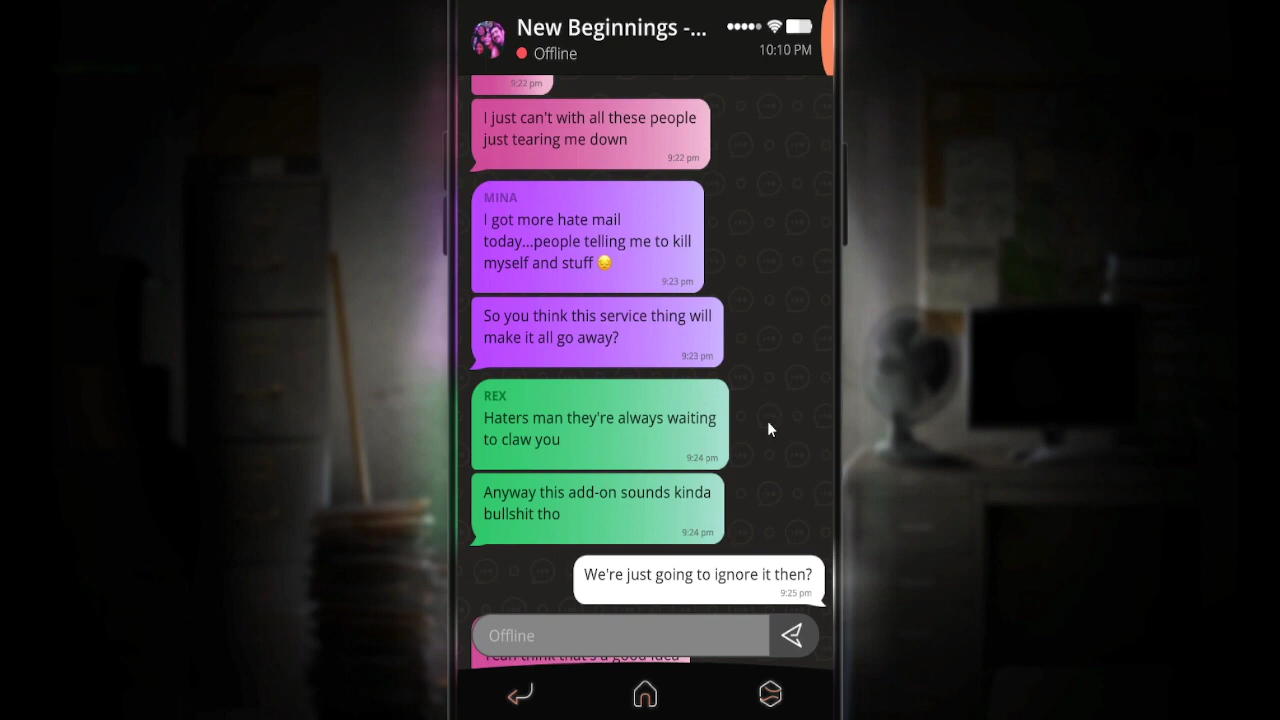 New Beginnings -...
Offline
10:10 PM
9:22 pm
I just can't with all these people
just tearing me down
9:22 pm
MINA
I got more hate mail
today...people telling me to kill
myself and stuff 😔
9:23 pm
So you think this service thing will
make it all go away?
9:23 pm
REX
Haters man they're always waiting
to claw you
9:24 pm
Anyway this add-on sounds kinda
bullshit tho
9:24 pm
We're just going to ignore it then?
9:25 pm
Offline
think that's a good idea